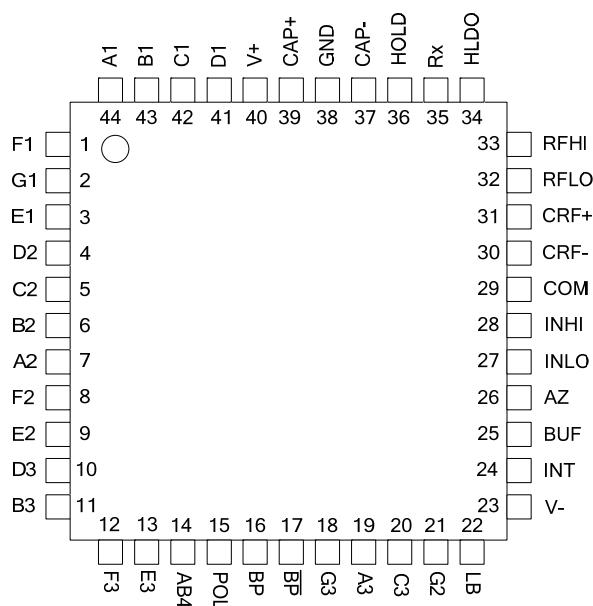 A1 B1 C1 D1 V+ CAP+ GND CAP- HOLD Rx HLDO
44 43 42 41 40 39 38 37 36 35 34
F1 1 33 RFHI
G1 2 32 RFLO
E1 3 31 CRF+
D2 4 30 CRF-
C2 5 29 COM
B2 6 28 INHI
A2 7 27 INLO
F2 8 26 AZ
E2 9 25 BUF
D3 10 24 INT
B3 11 23 V-
12 13 14 15 16 17 18 19 20 21 22
F3 E3 AB4 POL BP B̅P̅ G3 A3 C3 G2 LB